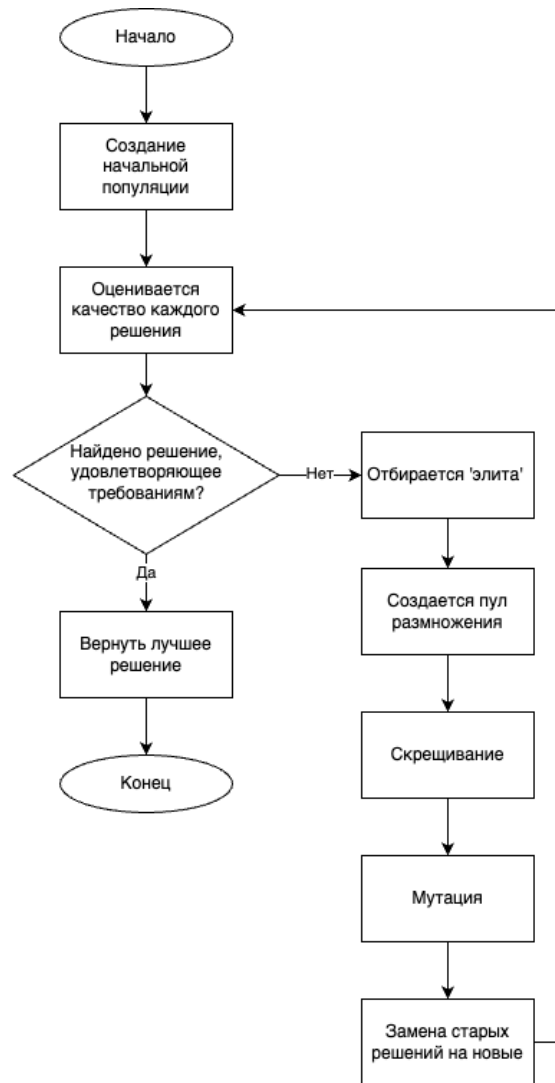 Начало
Создание
начальной
популяции
Оценивается
качество каждого
решения
Найдено решение,
удовлетворяющее
требованиям?
Нет
Отбирается 'элита'
Да
Создается пул
размножения
Вернуть лучшее
решение
Скрещивание
Конец
Мутация
Замена старых
решений на новые